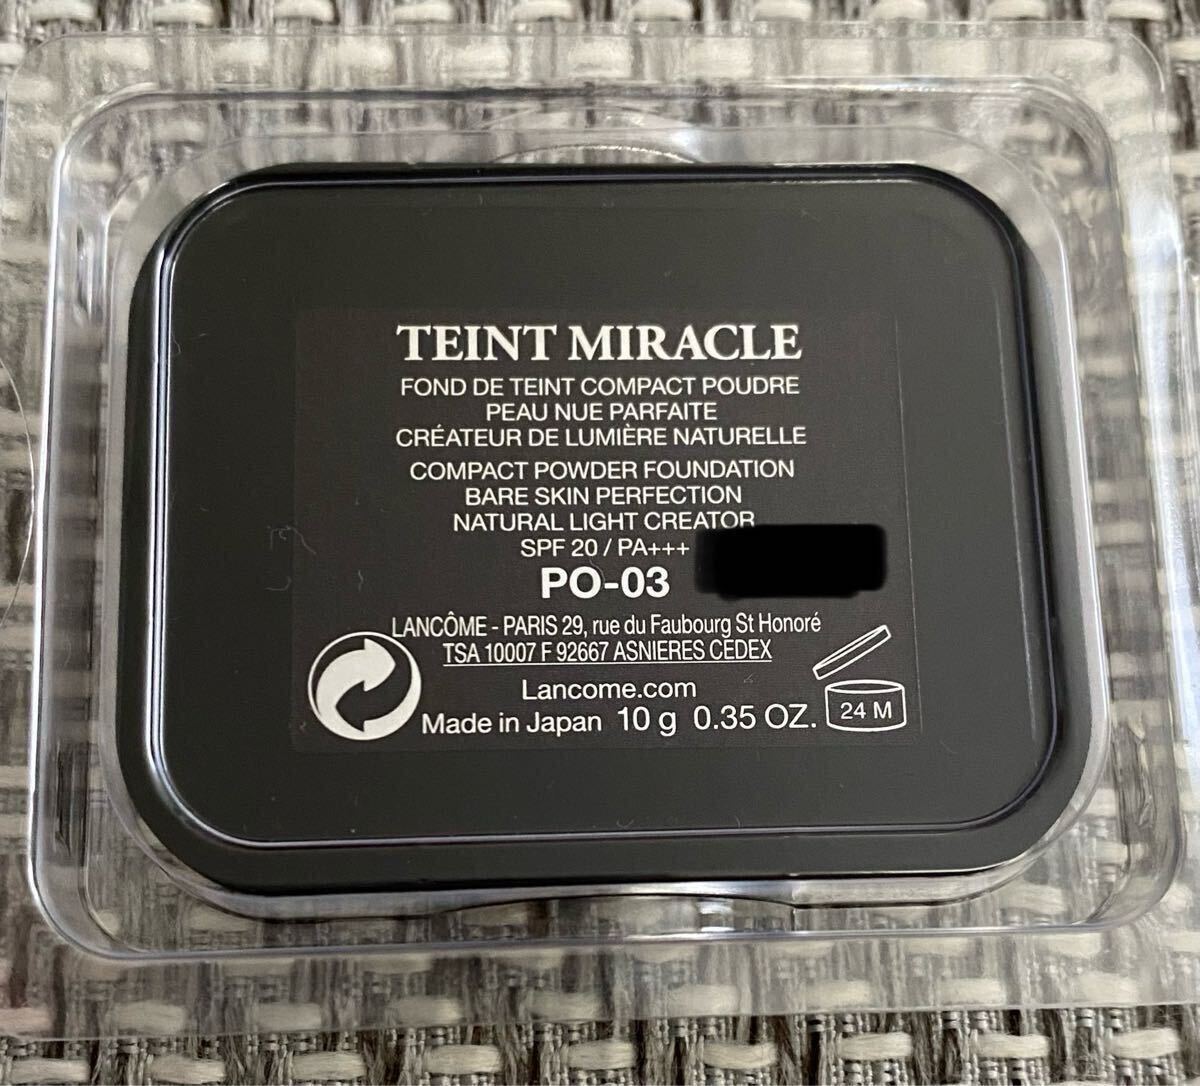 TEINT MIRACLE
FOND DE TEINT COMPACT POUDRE
PEAU NUE PARFAITE
CRÉATEUR DE LUMIÈRE NATURELLE
COMPACT POWDER FOUNDATION
BARE SKIN PERFECTION
NATURAL LIGHT CREATOR
SPF 20 / PA+++
PO-03
LANCÔME - PARIS 29, rue du Faubourg St Honoré
TSA 10007 F 92667 ASNIERES CEDEX
Lancome.com
Made in Japan 10 g 0.35 OZ.
24 M